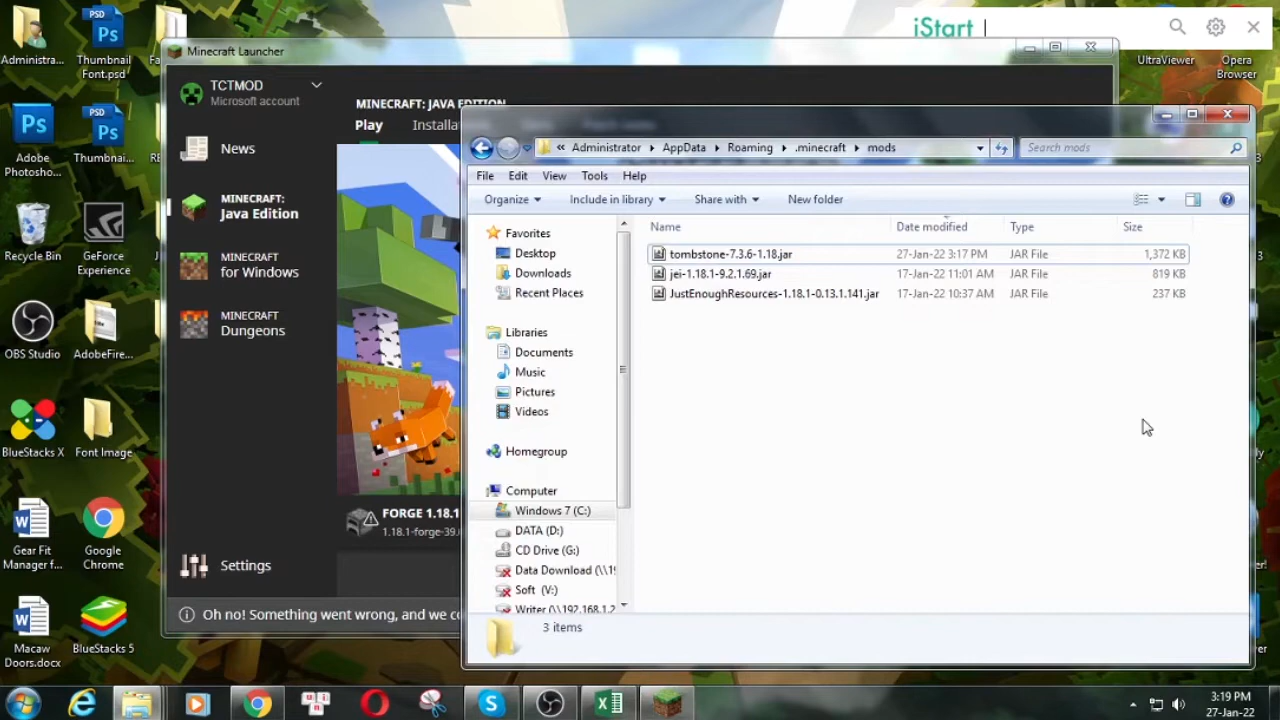 iStart
Administra...
Thumbnail
Font.psd
UltraViewer
Opera
Browser
Adobe
Photosho...
Thumbnai...
Recycle Bin
GeForce
Experience
OBS Studio
AdobeFire...
BlueStacks X
Font Image
Gear Fit
Manager f...
Google
Chrome
Macaw
Doors.docx
BlueStacks 5
Minecraft Launcher
TCTMOD
Microsoft account
News
MINECRAFT:
Java Edition
MINECRAFT
for Windows
MINECRAFT
Dungeons
Settings
MINECRAFT: JAVA EDITION
Play Installa
FORGE 1.18.1
1.18.1-forge-39.0
Oh no! Something went wrong, and we co
« Administrator AppData Roaming .minecraft mods
Search mods
File Edit View Tools Help
Organize Include in library Share with New folder
Favorites
Desktop
Downloads
Recent Places
Libraries
Documents
Music
Pictures
Videos
Homegroup
Computer
Windows 7 (C:)
DATA (D:)
CD Drive (G:)
Data Download (\\19
Soft (V:)
Writer (\\192.168.1.2
Name Date modified Type Size
tombstone-7.3.6-1.18.jar 27-Jan-22 3:17 PM JAR File 1,372 KB
jei-1.18.1-9.2.1.69.jar 17-Jan-22 11:01 AM JAR File 819 KB
JustEnoughResources-1.18.1-0.13.1.141.jar 17-Jan-22 10:37 AM JAR File 237 KB
3 items
3:19 PM
27-Jan-22